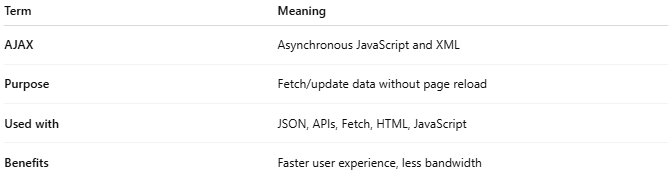 Term Meaning
AJAX Asynchronous JavaScript and XML
Purpose Fetch/update data without page reload
Used with JSON, APIs, Fetch, HTML, JavaScript
Benefits Faster user experience, less bandwidth